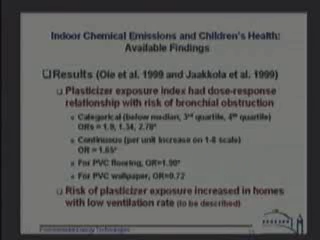 Indoor Chemical Emissions and Children's Health:
Available Findings
Results (Oie et al. 1999 and Jaakkola et al. 1999)
Plasticizer exposure index had dose-response
relationship with risk of bronchial obstruction
Categorical (below median, 3rd quartile, 4th quartile)
ORs = 1.0, 1.34, 2.78*
Continuous (per unit increase on 1-8 scale)
OR = 1.65*
For PVC flooring, OR=1.90*
For PVC wallpaper, OR=0.72
Risk of plasticizer exposure increased in homes
with low ventilation rate (to be described)
Environmental Energy Technologies